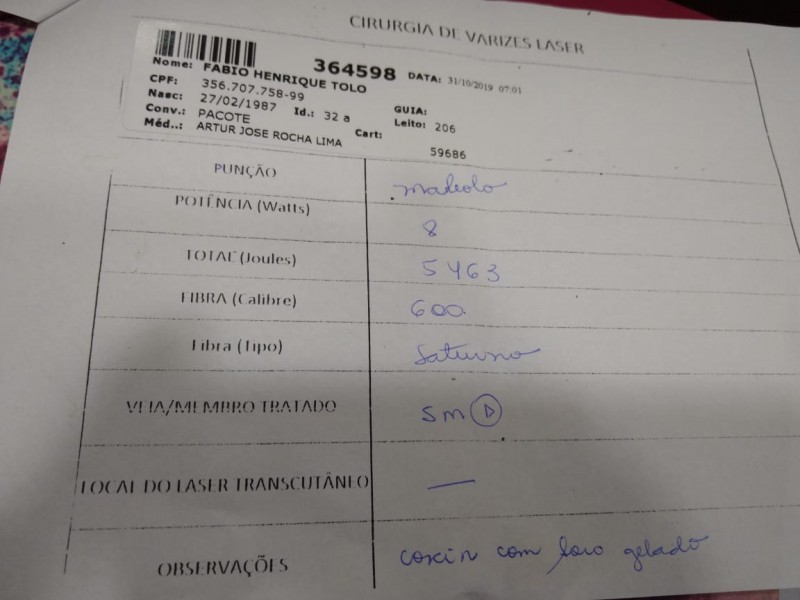 CIRURGIA DE VARIZES LASER
Nome: FABIO HENRIQUE TOLO 364598 DATA: 31/10/2019 07:01
CPF: 356.707.758-99 GUIA:
Nasc: 27/02/1987 Id.: 32 a Leito: 206
Conv.: PACOTE Cart:
Méd..: ARTUR JOSE ROCHA LIMA 59686
PUNÇÃO maleolo
POTÊNCIA (Watts) 8
TOTAL (Joules) 5463
FIBRA (Calibre) 600
Fibra (Tipo) Saturno
VEIA/MEMBRO TRATADO SM D
LOCAL DO LASER TRANSCUTÂNEO —
OBSERVAÇÕES coxin com soro gelado